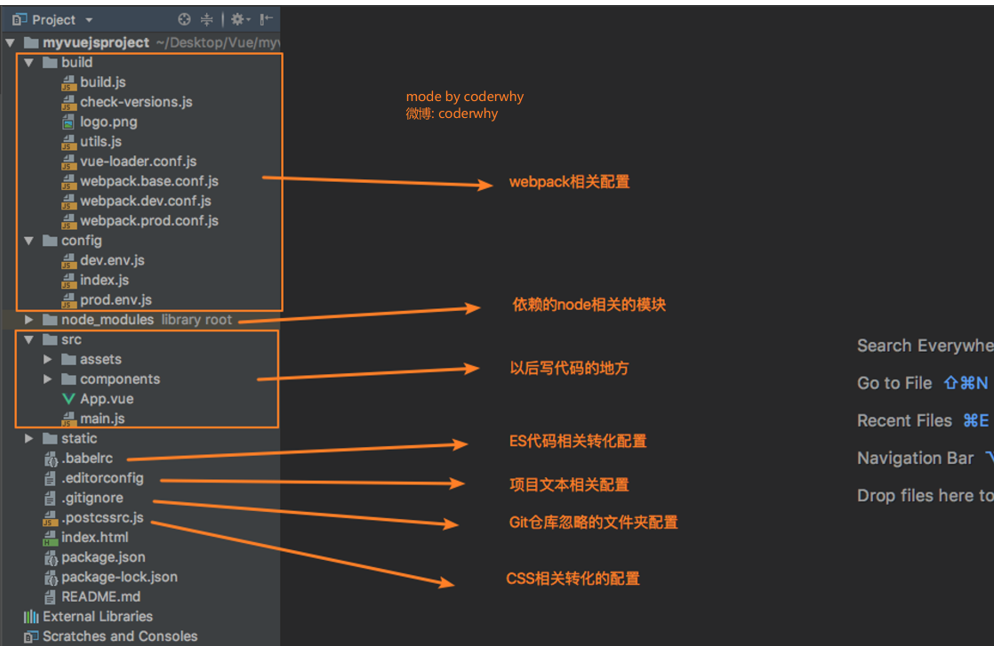 Project
myvuejsproject ~/Desktop/Vue/my
build
build.js
mode by coderwhy
check-versions.js
微博: coderwhy
logo.png
utils.js
vue-loader.conf.js
webpack.base.conf.js
webpack相关配置
webpack.dev.conf.js
webpack.prod.conf.js
config
dev.env.js
index.js
prod.env.js
依赖的node相关的模块
node_modules library root
src
Search Everywhe
assets
以后写代码的地方
components
Go to File ⇧⌘N
App.vue
main.js
Recent Files ⌘E
static
ES代码相关转化配置
.babelrc
Navigation Bar ⌥
.editorconfig
项目文本相关配置
.gitignore
Drop files here to
.postcssrc.js
Git仓库忽略的文件夹配置
index.html
package.json
package-lock.json
CSS相关转化的配置
README.md
External Libraries
Scratches and Consoles